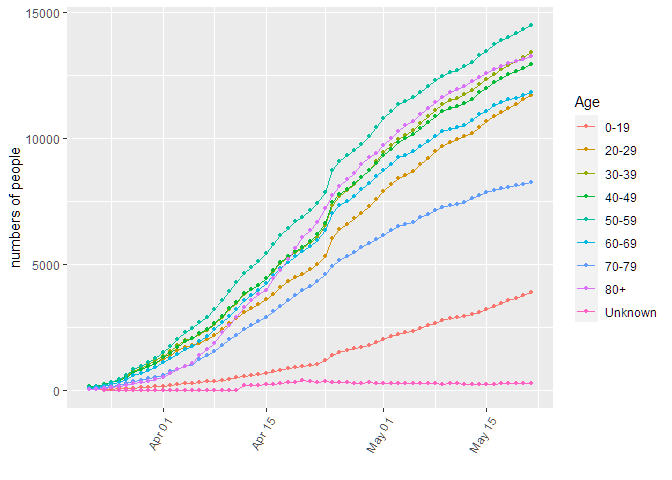 15000
10000
5000
0
numbers of people
Apr 01
Apr 15
May 01
May 15
Age
0-19
20-29
30-39
40-49
50-59
60-69
70-79
80+
Unknown